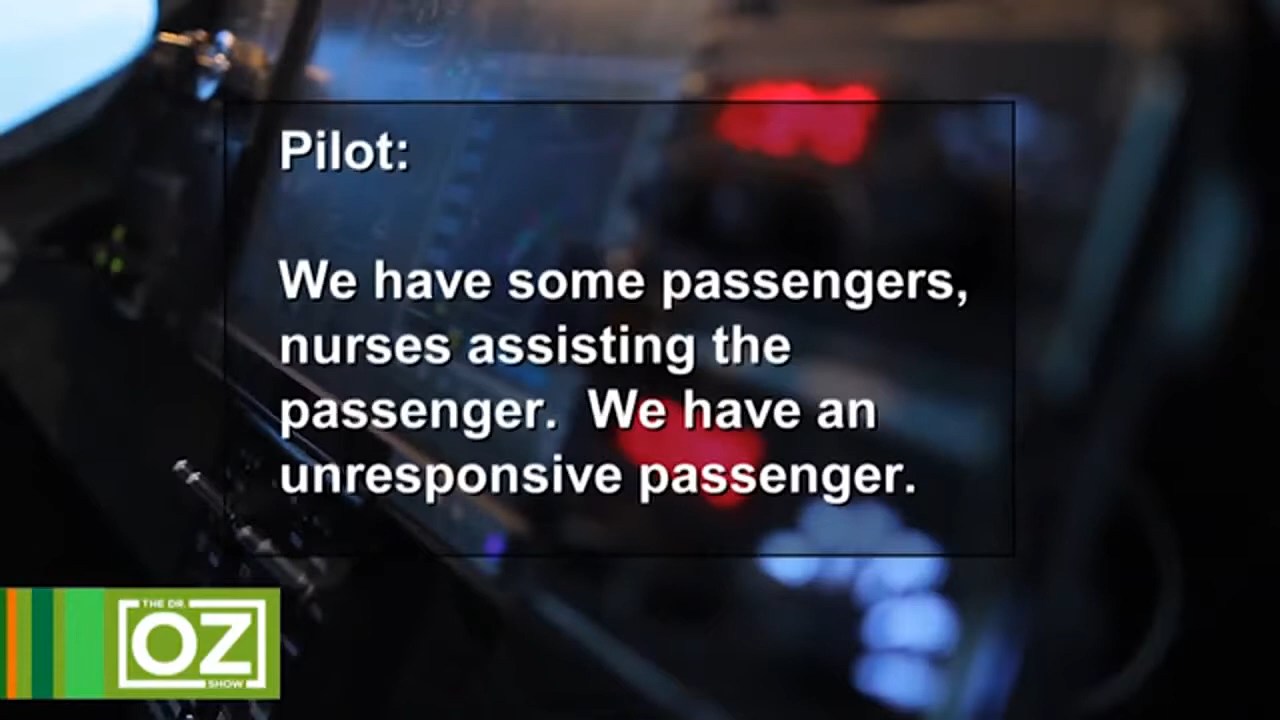 Pilot:
We have some passengers,
nurses assisting the
passenger. We have an
unresponsive passenger.
THE DR.
OZ
SHOW